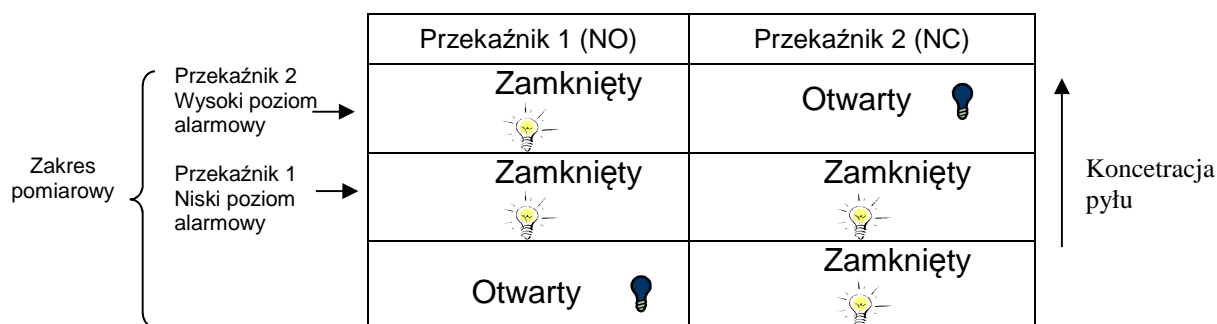 Przekaźnik 1 (NO)
Przekaźnik 2 (NC)
Zakres
pomiarowy
Przekaźnik 2
Wysoki poziom
alarmowy
Zamknięty
Otwarty
Przekaźnik 1
Niski poziom
alarmowy
Zamknięty
Zamknięty
Otwarty
Zamknięty
Koncetracja
pyłu